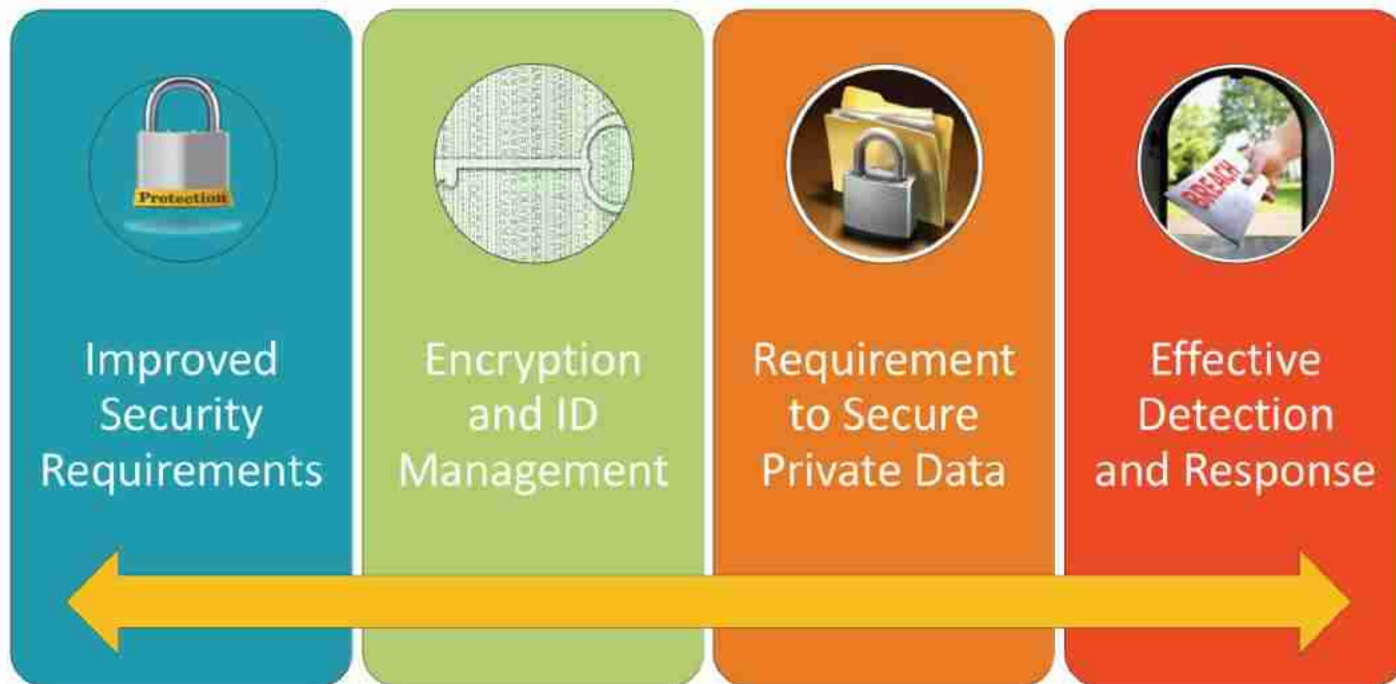 Protection
Improved
Security
Requirements
Encryption
and ID
Management
Requirement
to Secure
Private Data
BREACH
Effective
Detection
and Response